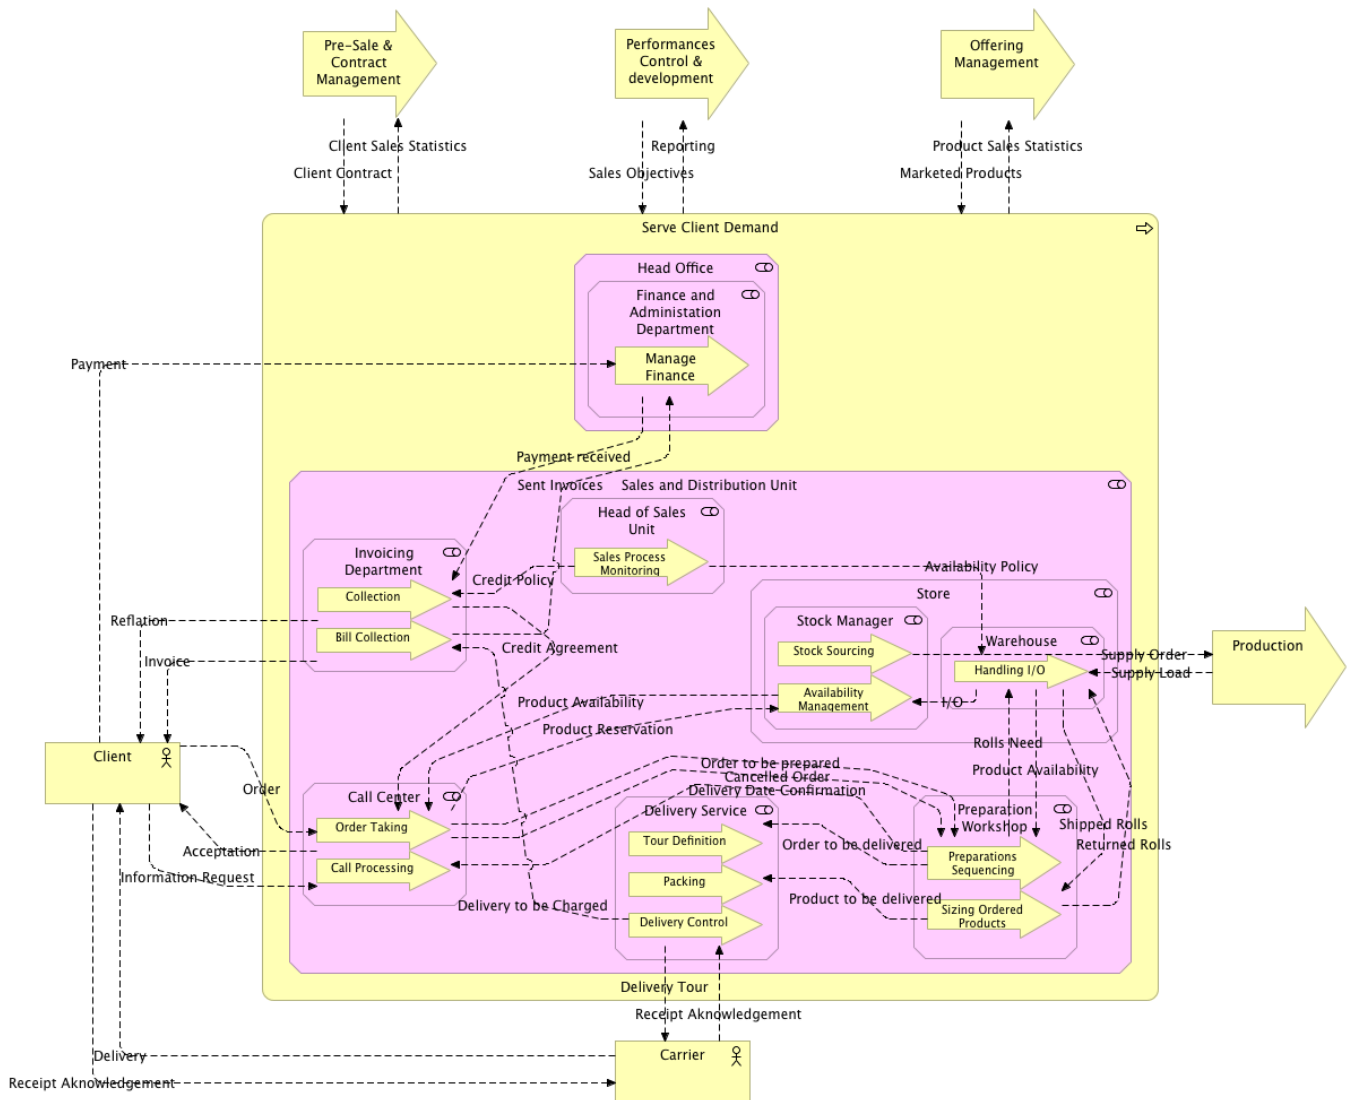 Pre-Sale &
Contract
Management
Performances
Control &
development
Offering
Management
Client Sales Statistics
Reporting
Product Sales Statistics
Client Contract
Sales Objectives
Marketed Products
Serve Client Demand
Head Office
Finance and
Administation
Department
Manage
Finance
Payment
Payment received
Sent Invoices
Sales and Distribution Unit
Head of Sales
Unit
Sales Process
Monitoring
Invoicing
Department
Collection
Bill Collection
Credit Policy
Availability Policy
Store
Stock Manager
Stock Sourcing
Availability
Management
Warehouse
Handling I/O
Supply Order
Supply Load
Production
Reflation
Invoice
Credit Agreement
Product Availability
I/O
Product Reservation
Rolls Need
Product Availability
Client
Order
Acceptation
Information Request
Call Center
Order Taking
Call Processing
Order to be prepared
Cancelled Order
Delivery Date Confirmation
Delivery Service
Tour Definition
Packing
Delivery Control
Preparation
Workshop
Preparations
Sequencing
Sizing Ordered
Products
Shipped Rolls
Returned Rolls
Order to be delivered
Product to be delivered
Delivery to be Charged
Delivery Tour
Receipt Aknowledgement
Carrier
Delivery
Receipt Aknowledgement